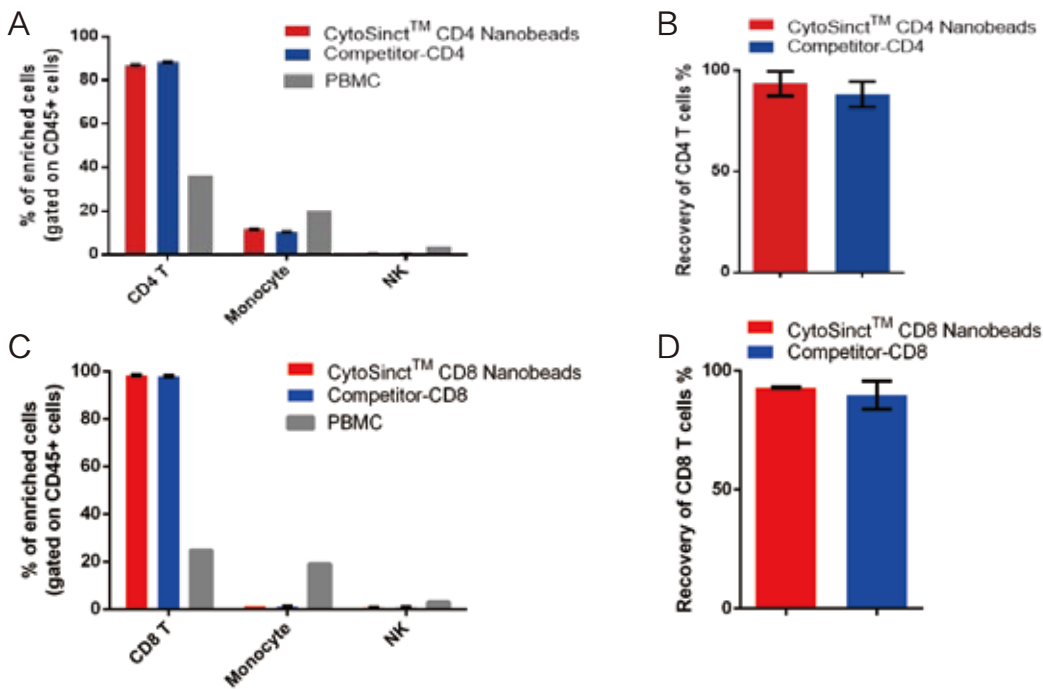 A
CytoSinct™ CD4 Nanobeads
Competitor-CD4
PBMC
% of enriched cells
(gated on CD45+ cells)
100
80
60
40
20
0
CD4 T
Monocyte
NK
B
CytoSinct™ CD4 Nanobeads
Competitor-CD4
Recovery of CD4 T cells %
100
50
0
C
CytoSinct™ CD8 Nanobeads
Competitor-CD8
PBMC
% of enriched cells
(gated on CD45+ cells)
100
80
60
40
20
0
CD8 T
Monocyte
NK
D
CytoSinct™ CD8 Nanobeads
Competitor-CD8
Recovery of CD8 T cells %
100
50
0